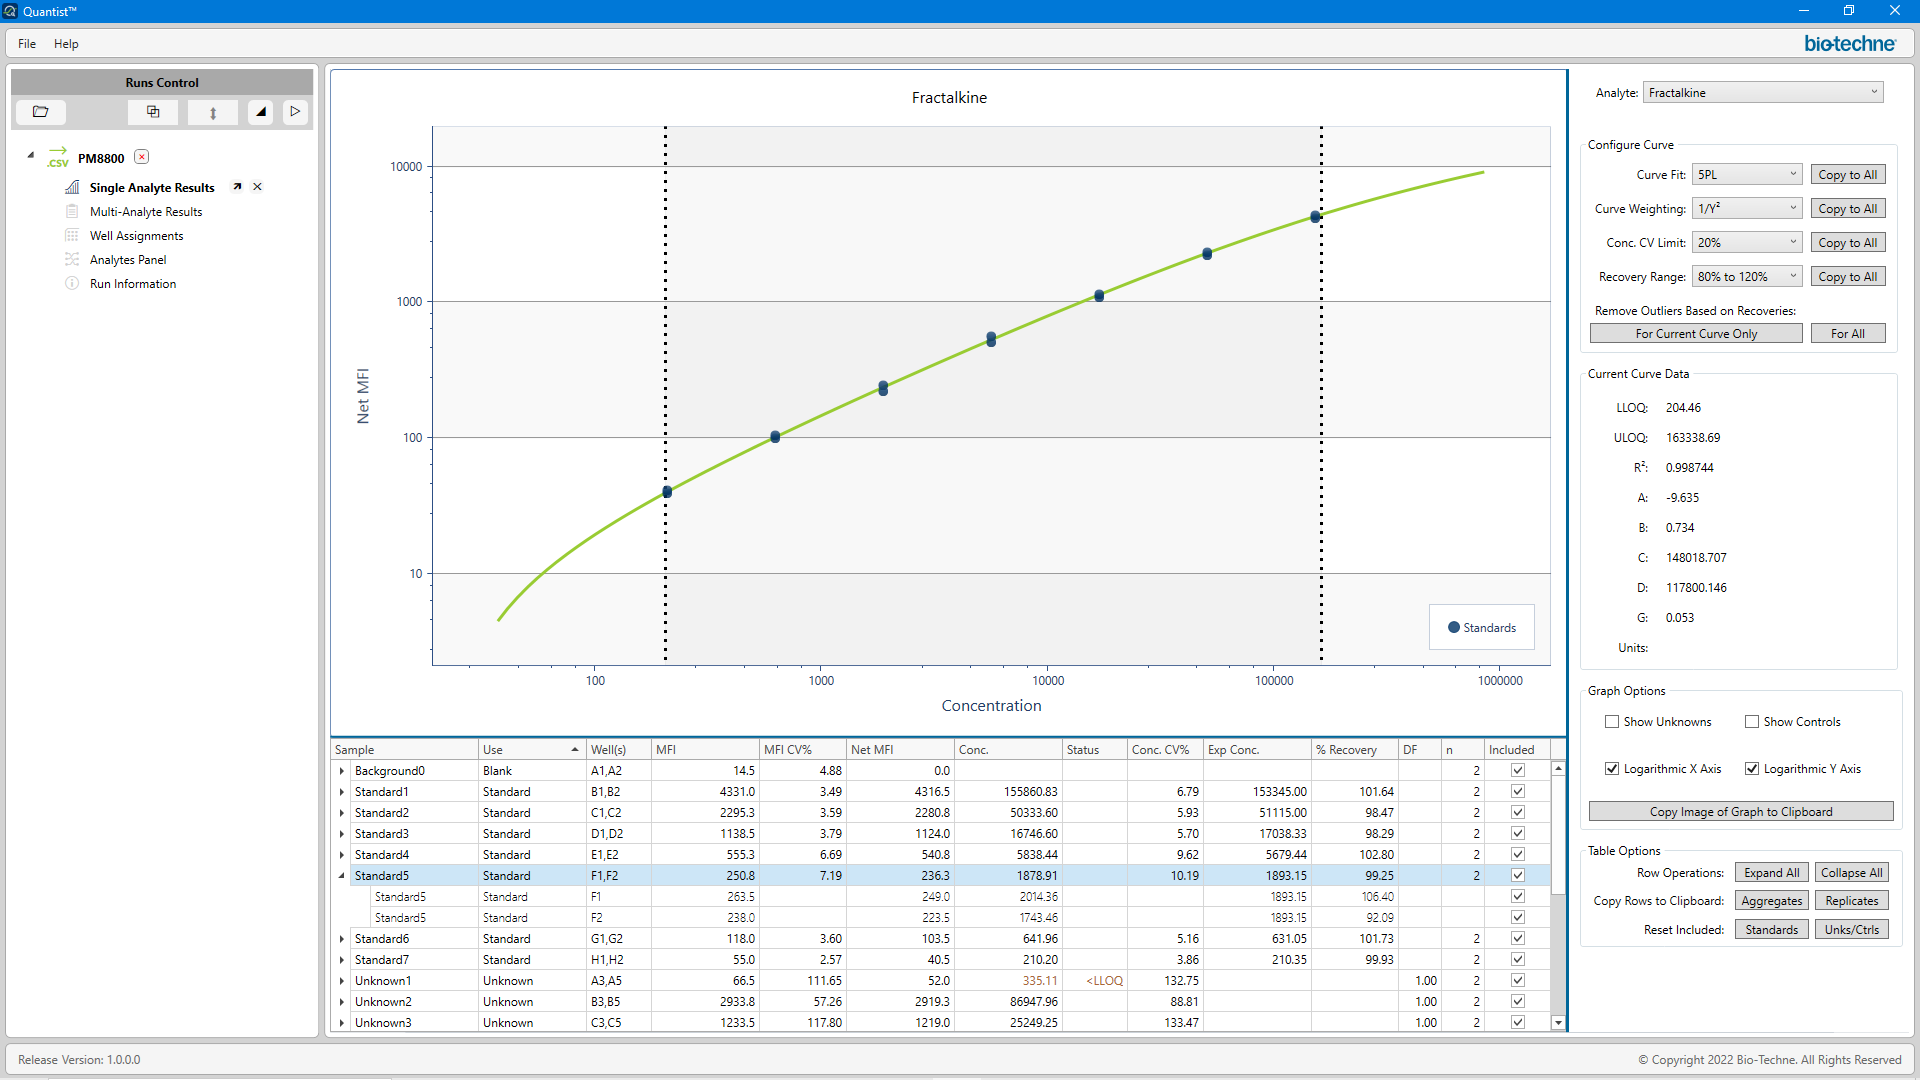 Quantist™
File Help
bio-techne
Runs Control
.CSV PM8800
Single Analyte Results
Multi-Analyte Results
Well Assignments
Analytes Panel
Run Information
Fractalkine
Net MFI
10000
1000
100
10
100 1000 10000 100000 1000000
Concentration
Standards
Analyte: Fractalkine
Configure Curve
Curve Fit: 5PL Copy to All
Curve Weighting: 1/Y² Copy to All
Conc. CV Limit: 20% Copy to All
Recovery Range: 80% to 120% Copy to All
Remove Outliers Based on Recoveries:
For Current Curve Only For All
Current Curve Data
LLOQ: 204.46
ULOQ: 163338.69
R²: 0.998744
A: -9.635
B: 0.734
C: 148018.707
D: 117800.146
G: 0.053
Units:
Graph Options
Show Unknowns Show Controls
Logarithmic X Axis Logarithmic Y Axis
Copy Image of Graph to Clipboard
Table Options
Row Operations: Expand All Collapse All
Copy Rows to Clipboard: Aggregates Replicates
Reset Included: Standards Unks/Ctrls
Sample Use Well(s) MFI MFI CV% Net MFI Conc. Status Conc. CV% Exp Conc. % Recovery DF n Included
Background0 Blank A1,A2 14.5 4.88 0.0 2
Standard1 Standard B1,B2 4331.0 3.49 4316.5 155860.83 6.79 153345.00 101.64 2
Standard2 Standard C1,C2 2295.3 3.59 2280.8 50333.60 5.93 51115.00 98.47 2
Standard3 Standard D1,D2 1138.5 3.79 1124.0 16746.60 5.70 17038.33 98.29 2
Standard4 Standard E1,E2 555.3 6.69 540.8 5838.44 9.62 5679.44 102.80 2
Standard5 Standard F1,F2 250.8 7.19 236.3 1878.91 10.19 1893.15 99.25 2
Standard5 Standard F1 263.5 249.0 2014.36 1893.15 106.40
Standard5 Standard F2 238.0 223.5 1743.46 1893.15 92.09
Standard6 Standard G1,G2 118.0 3.60 103.5 641.96 5.16 631.05 101.73 2
Standard7 Standard H1,H2 55.0 2.57 40.5 210.20 3.86 210.35 99.93 2
Unknown1 Unknown A3,A5 66.5 111.65 52.0 335.11 <LLOQ 132.75 1.00 2
Unknown2 Unknown B3,B5 2933.8 57.26 2919.3 86947.96 88.81 1.00 2
Unknown3 Unknown C3,C5 1233.5 117.80 1219.0 25249.25 133.47 1.00 2
Release Version: 1.0.0.0
© Copyright 2022 Bio-Techne. All Rights Reserved